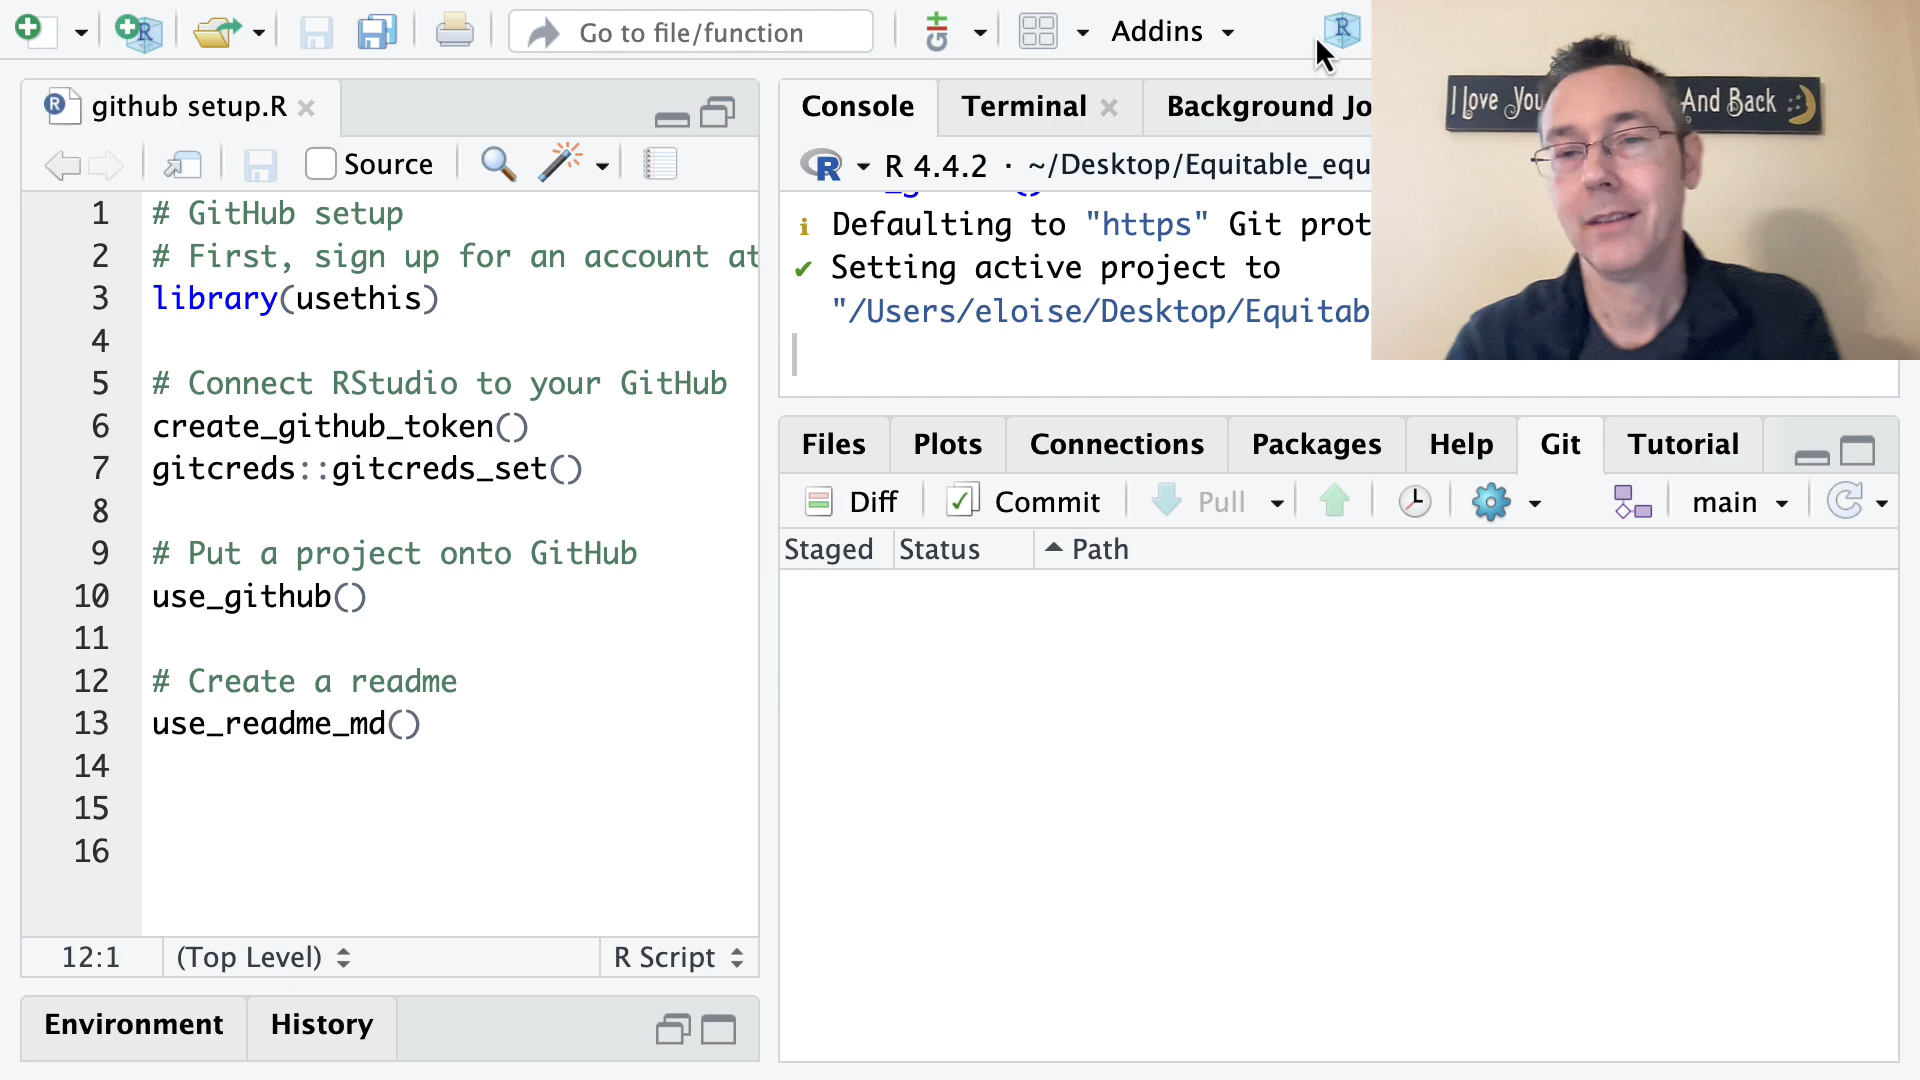 Go to file/function
Addins
github setup.R
Source
1 # GitHub setup
2 # First, sign up for an account at
3 library(usethis)
4
5 # Connect RStudio to your GitHub
6 create_github_token()
7 gitcreds::gitcreds_set()
8
9 # Put a project onto GitHub
10 use_github()
11
12 # Create a readme
13 use_readme_md()
14
15
16
12:1 (Top Level) R Script
Environment History
Console Terminal Background Jo
R 4.4.2 · ~/Desktop/Equitable_equ
i Defaulting to "https" Git prot
✔ Setting active project to
"/Users/eloise/Desktop/Equitab
I Love You And Back
Files Plots Connections Packages Help Git Tutorial
Diff Commit Pull main
Staged Status Path